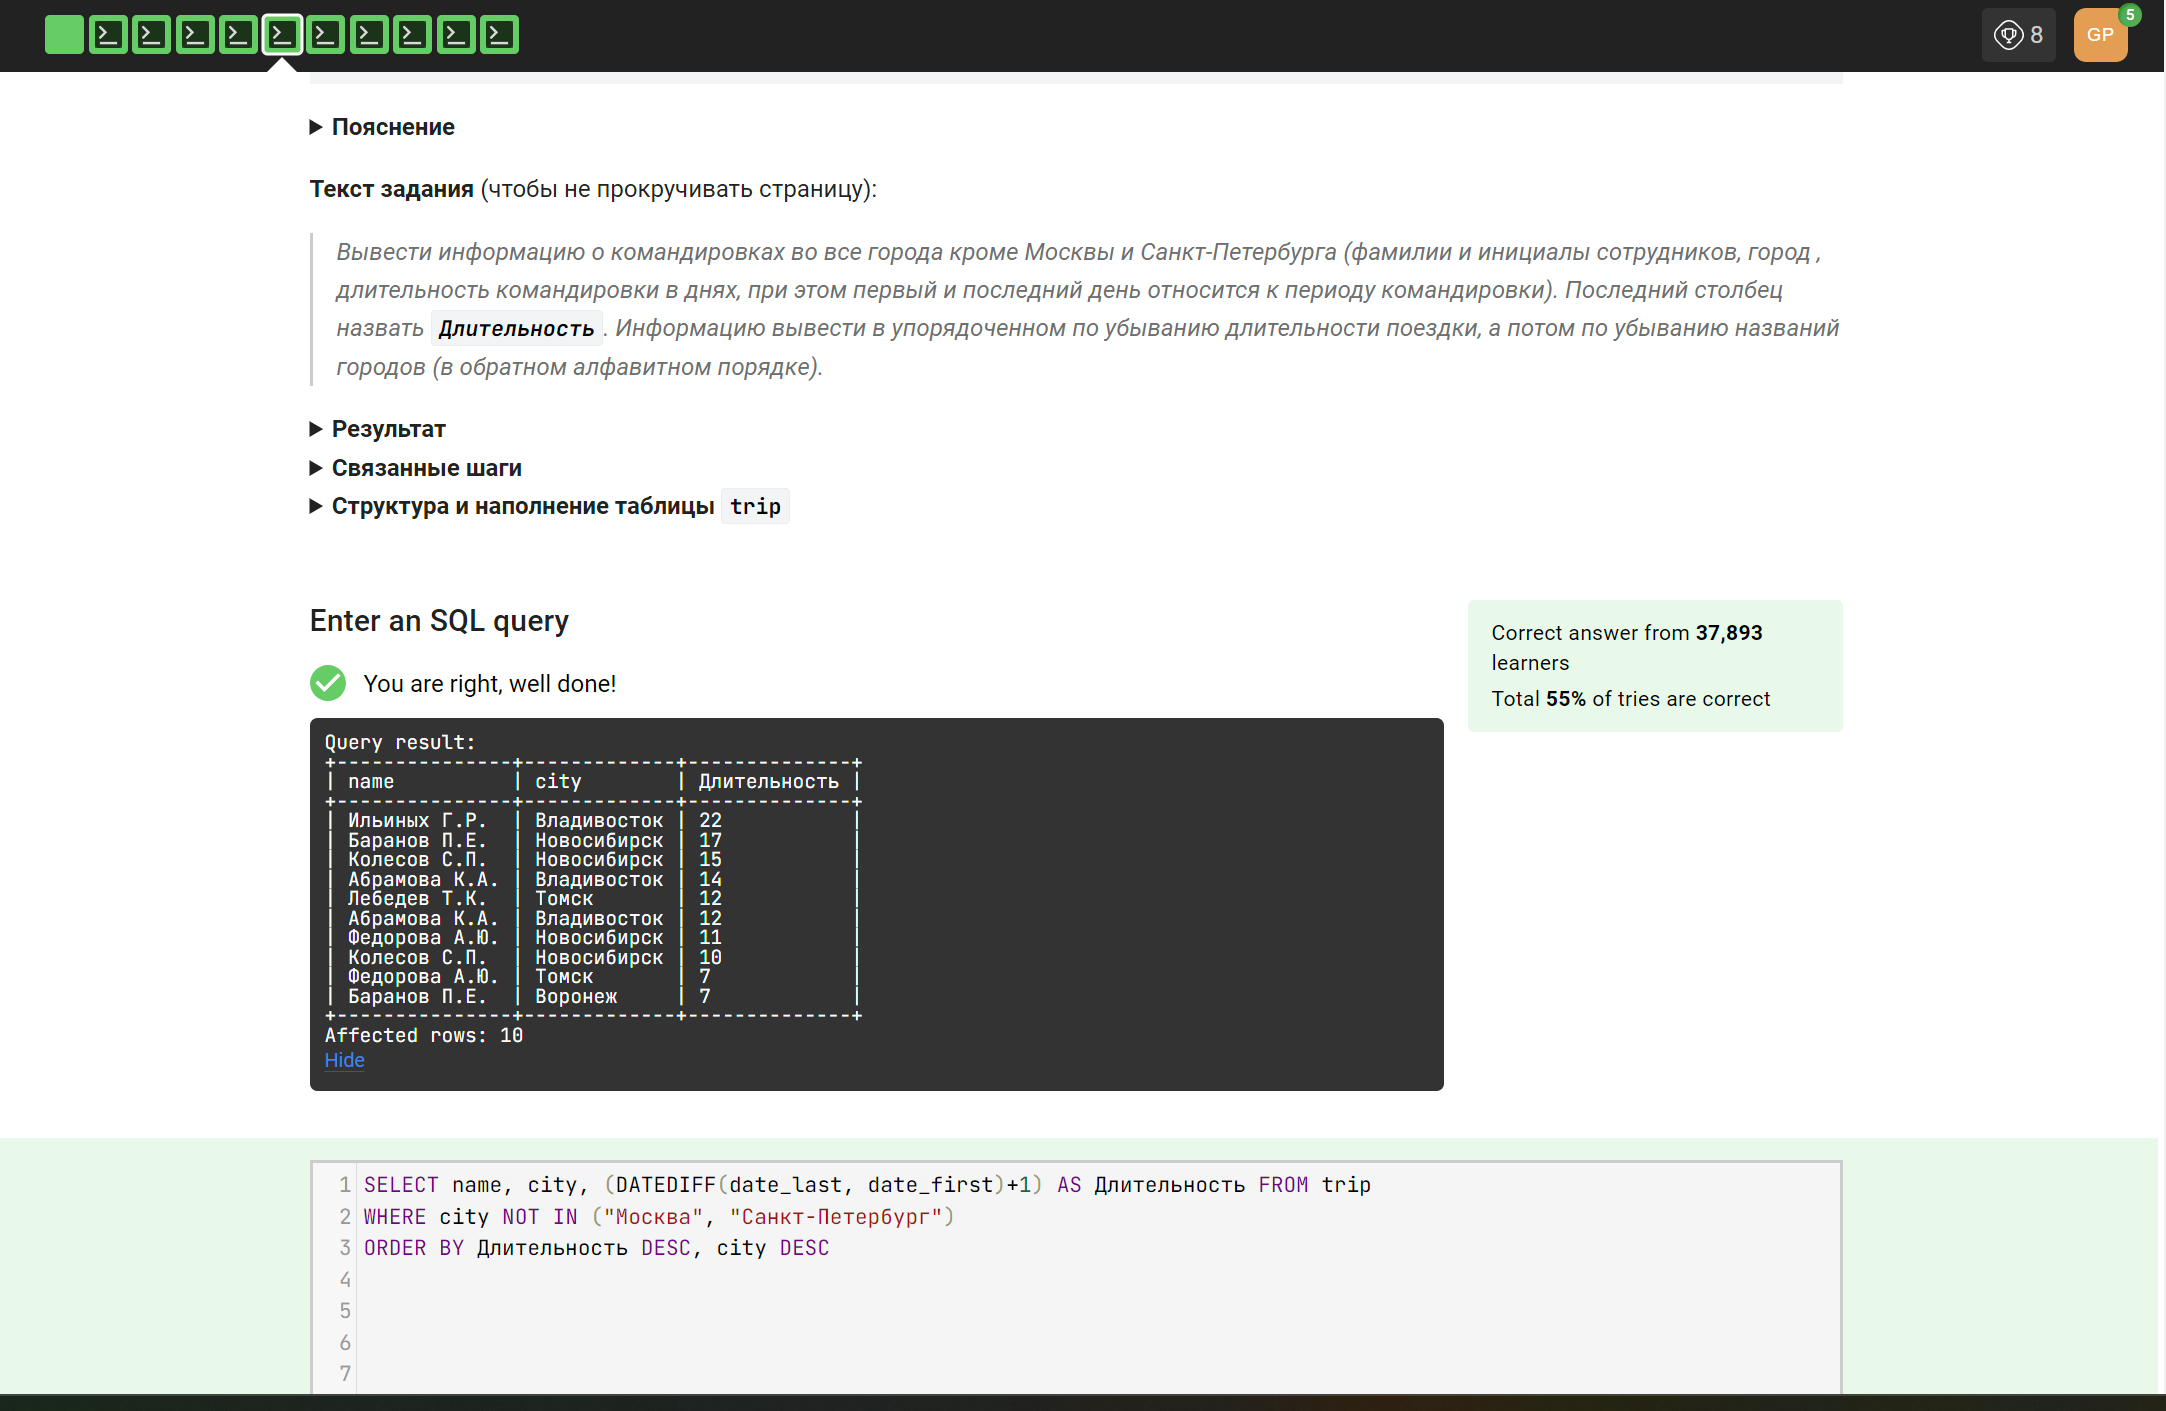 8
GP
5
Пояснение
Текст задания (чтобы не прокручивать страницу):
Вывести информацию о командировках во все города кроме Москвы и Санкт-Петербурга (фамилии и инициалы сотрудников, город ,
длительность командировки в днях, при этом первый и последний день относится к периоду командировки). Последний столбец
назвать Длительность . Информацию вывести в упорядоченном по убыванию длительности поездки, а потом по убыванию названий
городов (в обратном алфавитном порядке).
Результат
Связанные шаги
Структура и наполнение таблицы trip
Enter an SQL query
You are right, well done!
Correct answer from 37,893
learners
Total 55% of tries are correct
Query result:
+---------------+-------------+--------------+
| name          | city        | Длительность |
+---------------+-------------+--------------+
| Ильиных Г.Р.  | Владивосток | 22           |
| Баранов П.Е.  | Новосибирск | 17           |
| Колесов С.П.  | Новосибирск | 15           |
| Абрамова К.А. | Владивосток | 14           |
| Лебедев Т.К.  | Томск       | 12           |
| Абрамова К.А. | Владивосток | 12           |
| Федорова А.Ю. | Новосибирск | 11           |
| Колесов С.П.  | Новосибирск | 10           |
| Федорова А.Ю. | Томск       | 7            |
| Баранов П.Е.  | Воронеж     | 7            |
+---------------+-------------+--------------+
Affected rows: 10
Hide
1 SELECT name, city, (DATEDIFF(date_last, date_first)+1) AS Длительность FROM trip
2 WHERE city NOT IN ("Москва", "Санкт-Петербург")
3 ORDER BY Длительность DESC, city DESC
4
5
6
7